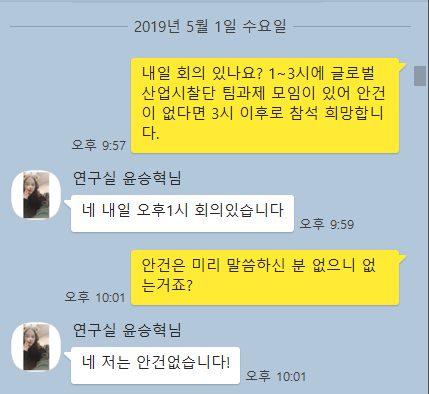 2019년 5월 1일 수요일
내일 회의 있나요? 1~3시에 글로벌
산업시찰단 팀과제 모임이 있어 안건
이 없다면 3시 이후로 참석 희망합니
다.
오후 9:57
연구실 윤승혁님
네 내일 오후1시 회의있습니다
오후 9:59
안건은 미리 말씀하신 분 없으니 없
는거죠?
오후 10:01
연구실 윤승혁님
네 저는 안건없습니다!
오후 10:01